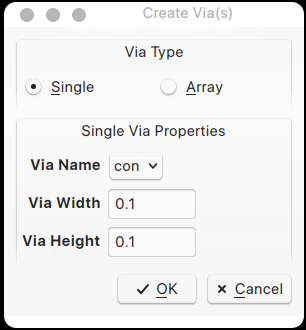 Create Via(s)
Via Type
Single Array
Single Via Properties
Via Name con
Via Width 0.1
Via Height 0.1
OK Cancel